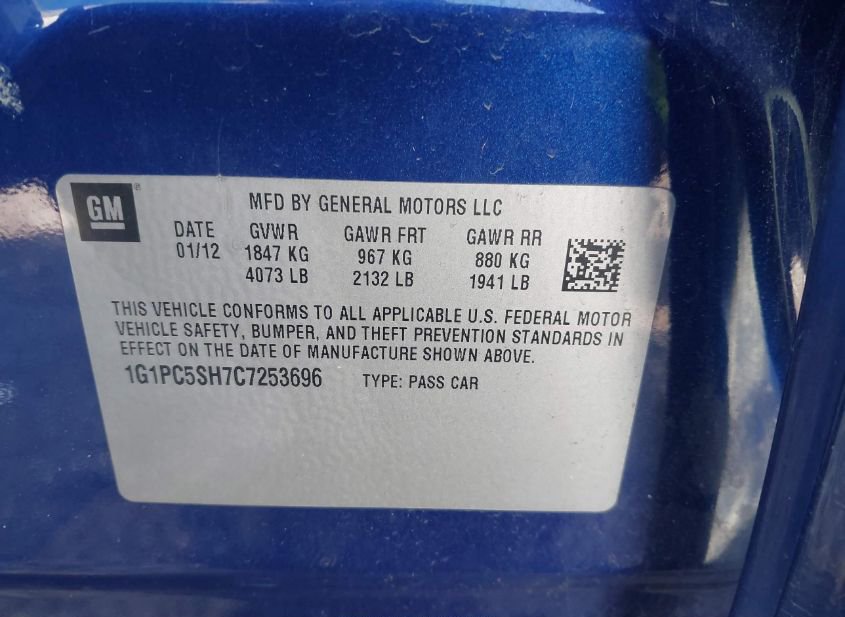 GM
MFD BY GENERAL MOTORS LLC
DATE GVWR GAWR FRT GAWR RR
01/12 1847 KG 967 KG 880 KG
4073 LB 2132 LB 1941 LB
THIS VEHICLE CONFORMS TO ALL APPLICABLE U.S. FEDERAL MOTOR
VEHICLE SAFETY, BUMPER, AND THEFT PREVENTION STANDARDS IN
EFFECT ON THE DATE OF MANUFACTURE SHOWN ABOVE.
1G1PC5SH7C7253696 TYPE: PASS CAR